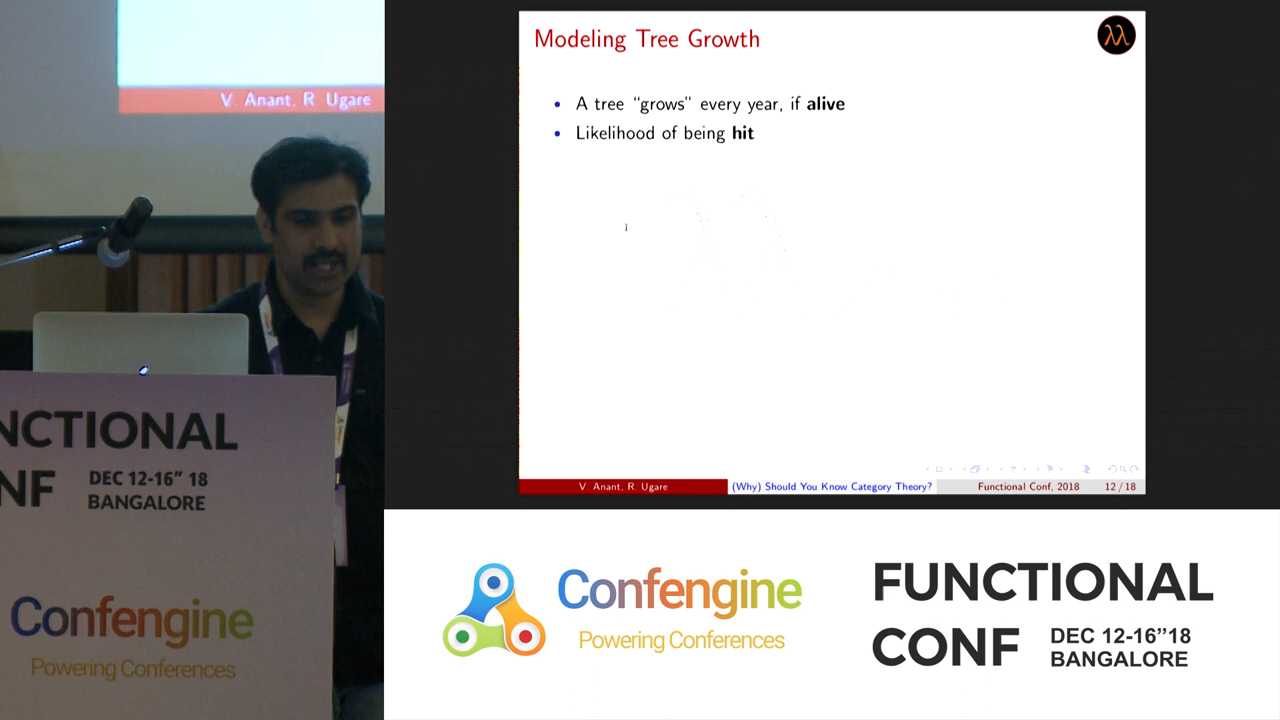 V. Anant, R. Ugare
NCTIONAL
NF
DEC 12-16" 18
BANGALORE
Confengine
Powering Conferences
Modeling Tree Growth
λλ
• A tree “grows” every year, if alive
• Likelihood of being hit
V. Anant, R. Ugare
(Why) Should You Know Category Theory?
Functional Conf, 2018
12 / 18
Confengine
Powering Conferences
FUNCTIONAL
CONF
DEC 12-16"18
BANGALORE